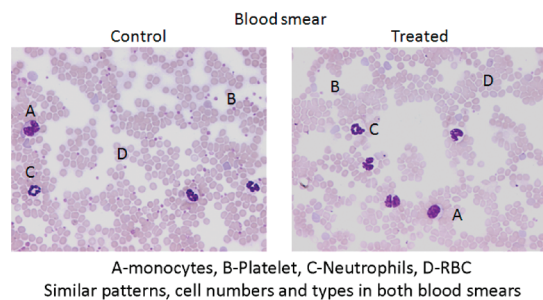 Blood smear
Control Treated
A B C D
B D C A
A-monocytes, B-Platelet, C-Neutrophils, D-RBC
Similar patterns, cell numbers and types in both blood smears